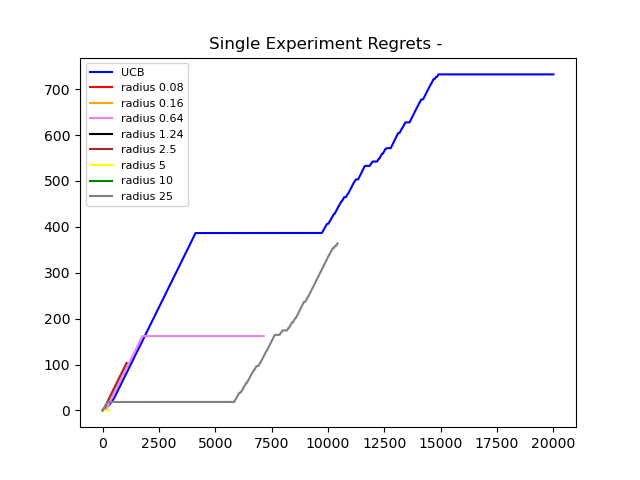 Single Experiment Regrets -
UCB
radius 0.08
radius 0.16
radius 0.64
radius 1.24
radius 2.5
radius 5
radius 10
radius 25
700
600
500
400
300
200
100
0
0 2500 5000 7500 10000 12500 15000 17500 20000